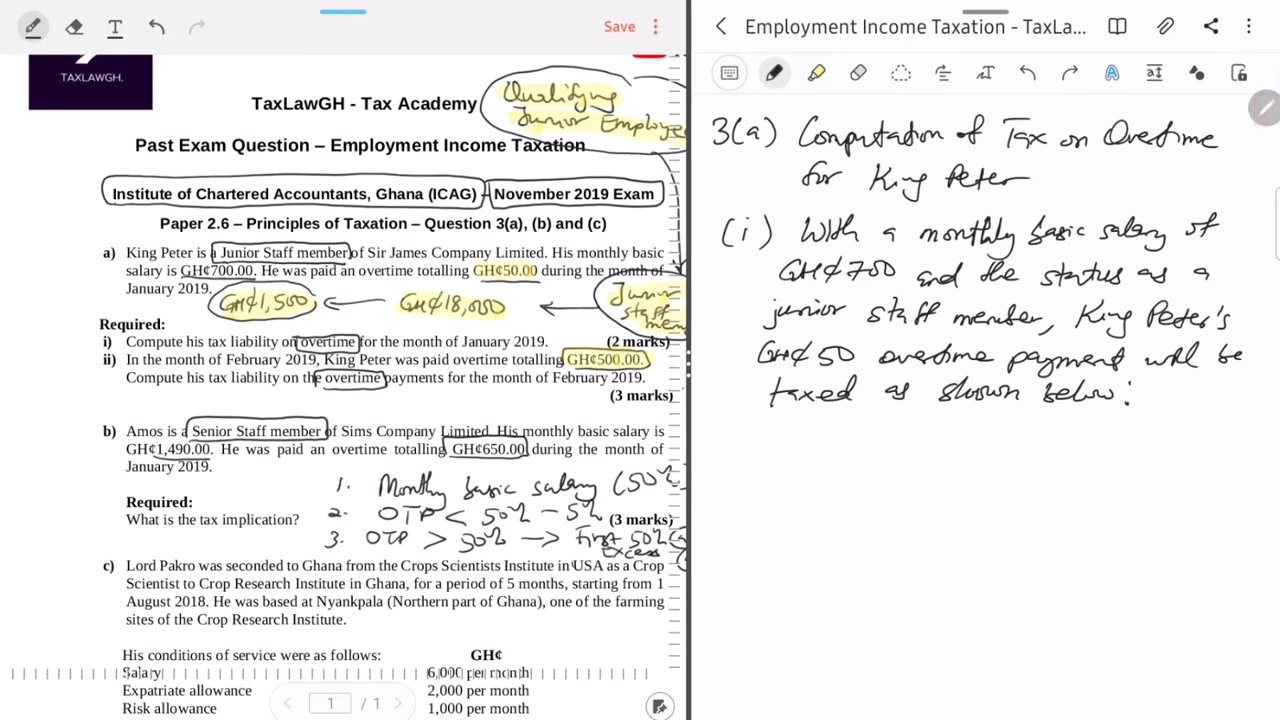 Save
Employment Income Taxation - TaxLa...
TAXLAWGH.
TaxLawGH - Tax Academy
Qualifying
Junior Employee
Past Exam Question – Employment Income Taxation
Institute of Chartered Accountants, Ghana (ICAG) – November 2019 Exam
Paper 2.6 – Principles of Taxation – Question 3(a), (b) and (c)
a) King Peter is a Junior Staff member of Sir James Company Limited. His monthly basic
salary is GH¢700.00. He was paid an overtime totalling GH¢50.00 during the month of
January 2019.
GH¢1,500 ← GH¢18,000 ← Junior
staff
mem
Required:
i) Compute his tax liability on overtime for the month of January 2019. (2 marks)
ii) In the month of February 2019, King Peter was paid overtime totalling GH¢500.00.
Compute his tax liability on the overtime payments for the month of February 2019.
(3 marks)
b) Amos is a Senior Staff member of Sims Company Limited. His monthly basic salary is
GH¢1,490.00. He was paid an overtime totalling GH¢650.00 during the month of
January 2019.
1. Monthly basic salary (50%
Required:
What is the tax implication? (3 marks)
2. OTP < 50% - 5%
3. OTP > 50% → First 50%
Excess
c) Lord Pakro was seconded to Ghana from the Crops Scientists Institute in USA as a Crop
Scientist to Crop Research Institute in Ghana, for a period of 5 months, starting from 1
August 2018. He was based at Nyankpala (Northern part of Ghana), one of the farming
sites of the Crop Research Institute.
His conditions of service were as follows: GH¢
Salary 6,000 per month
Expatriate allowance 2,000 per month
Risk allowance 1,000 per month
1 / 1
3(a) Computation of Tax on Overtime
for King Peter
(i) With a monthly basic salary of
GH¢700 and the status as a
junior staff member, King Peter's
GH¢50 overtime payment will be
taxed as shown below: